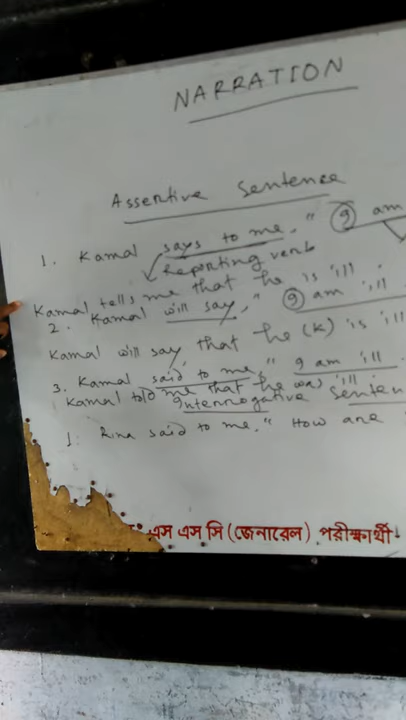 NARRATION
Assertive Sentence
1. Kamal says to me, "I am
Reporting verb
Kamal tells me that he is ill.
2. Kamal will say, "I am ill
Kamal will say, that he (K) is ill
3. Kamal said to me, "I am ill.
Kamal told me that he was ill
Interrogative Senten
1. Rina said to me, "How are
এস এস সি (জেনারেল) পরীক্ষার্থী